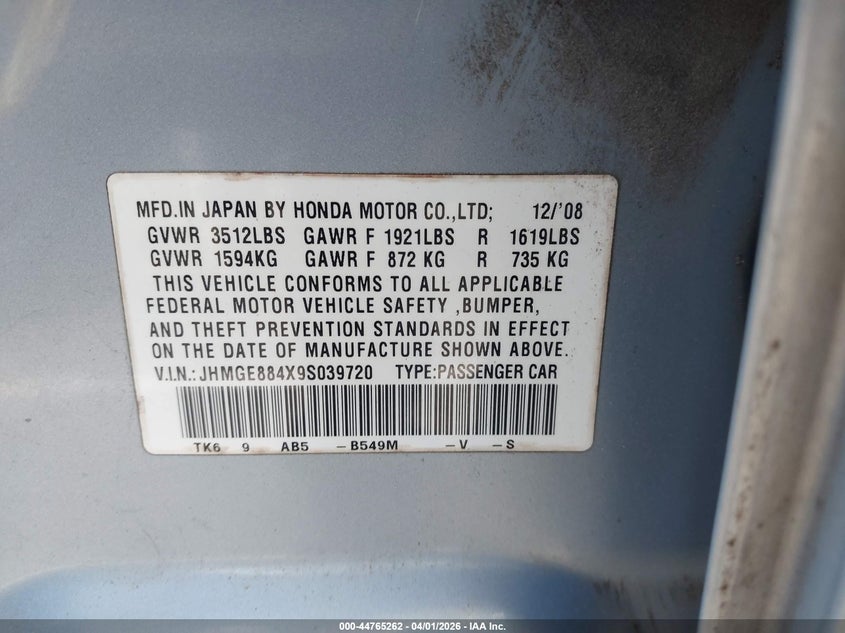 MFD.IN JAPAN BY HONDA MOTOR CO.,LTD; 12/'08
GVWR 3512LBS GAWR F 1921LBS R 1619LBS
GVWR 1594KG GAWR F 872 KG R 735 KG
THIS VEHICLE CONFORMS TO ALL APPLICABLE
FEDERAL MOTOR VEHICLE SAFETY ,BUMPER,
AND THEFT PREVENTION STANDARDS IN EFFECT
ON THE DATE OF MANUFACTURE SHOWN ABOVE.
V.I.N.: JHMGE884X9S039720 TYPE:PASSENGER CAR
TK6 9 AB5 -B549M -V -S
000-44765262 - 04/01/2026 - IAA Inc.